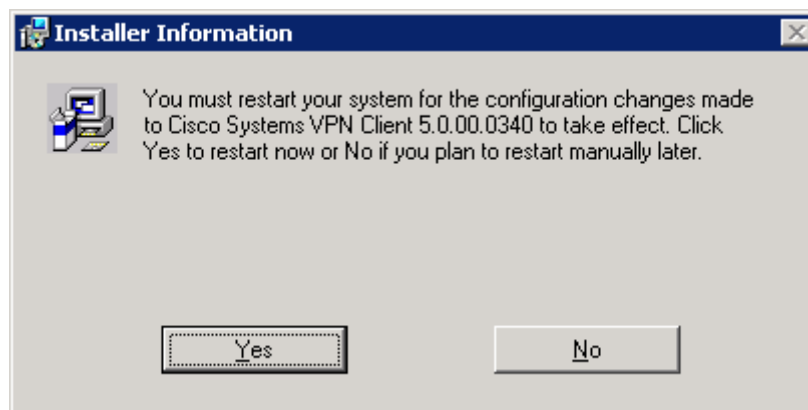 Installer Information
You must restart your system for the configuration changes made
to Cisco Systems VPN Client 5.0.00.0340 to take effect. Click
Yes to restart now or No if you plan to restart manually later.
Yes
No